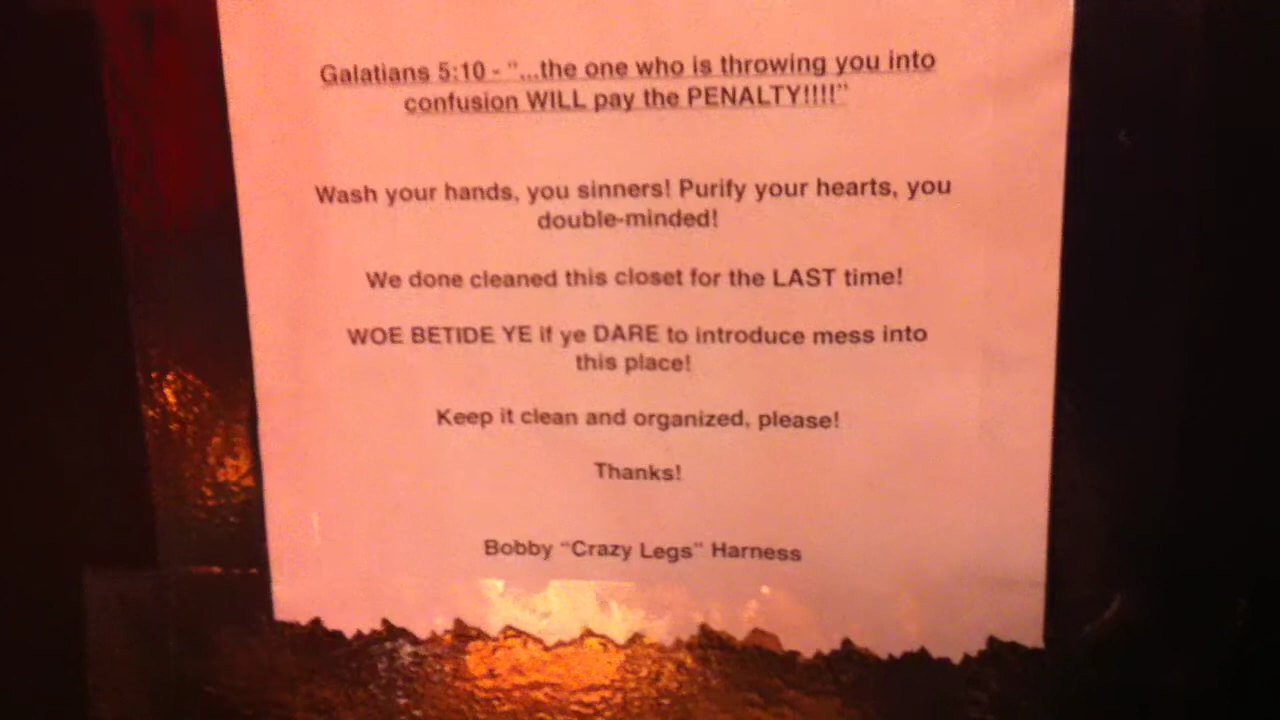 Galatians 5:10 - "...the one who is throwing you into
confusion WILL pay the PENALTY!!!!"
Wash your hands, you sinners! Purify your hearts, you
double-minded!
We done cleaned this closet for the LAST time!
WOE BETIDE YE if ye DARE to introduce mess into
this place!
Keep it clean and organized, please!
Thanks!
Bobby "Crazy Legs" Harness